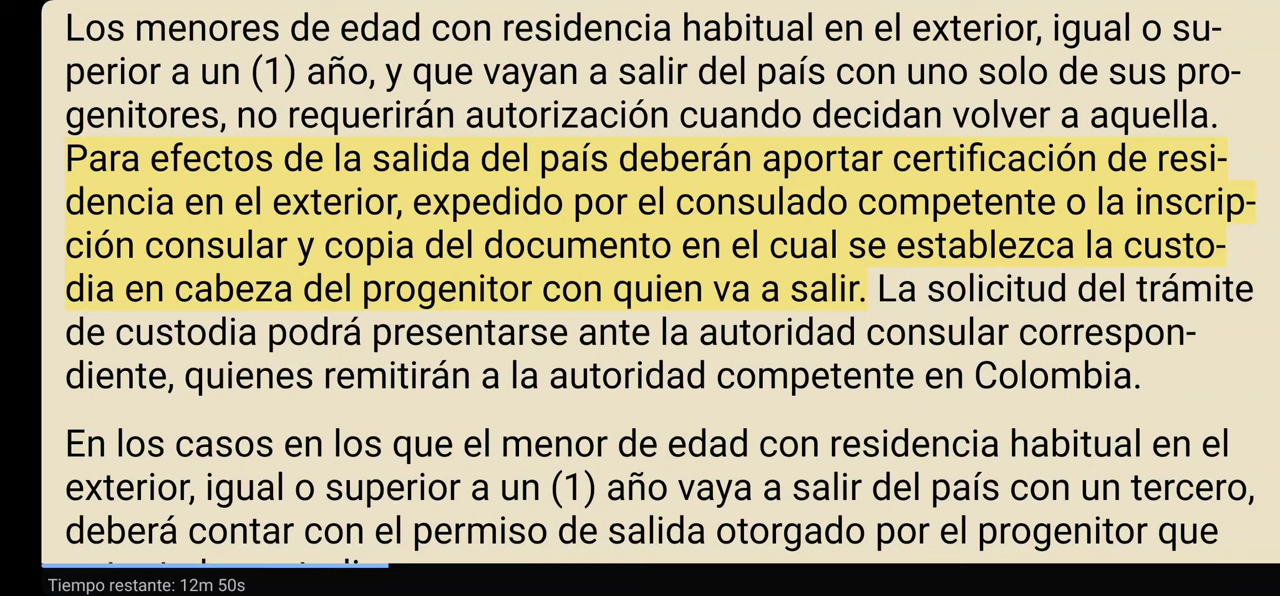 Los menores de edad con residencia habitual en el exterior, igual o su-
perior a un (1) año, y que vayan a salir del país con uno solo de sus pro-
genitores, no requerirán autorización cuando decidan volver a aquella.
Para efectos de la salida del país deberán aportar certificación de resi-
dencia en el exterior, expedido por el consulado competente o la inscrip-
ción consular y copia del documento en el cual se establezca la custo-
dia en cabeza del progenitor con quien va a salir. La solicitud del trámite
de custodia podrá presentarse ante la autoridad consular correspon-
diente, quienes remitirán a la autoridad competente en Colombia.
En los casos en los que el menor de edad con residencia habitual en el
exterior, igual o superior a un (1) año vaya a salir del país con un tercero,
deberá contar con el permiso de salida otorgado por el progenitor que
Tiempo restante: 12m 50s